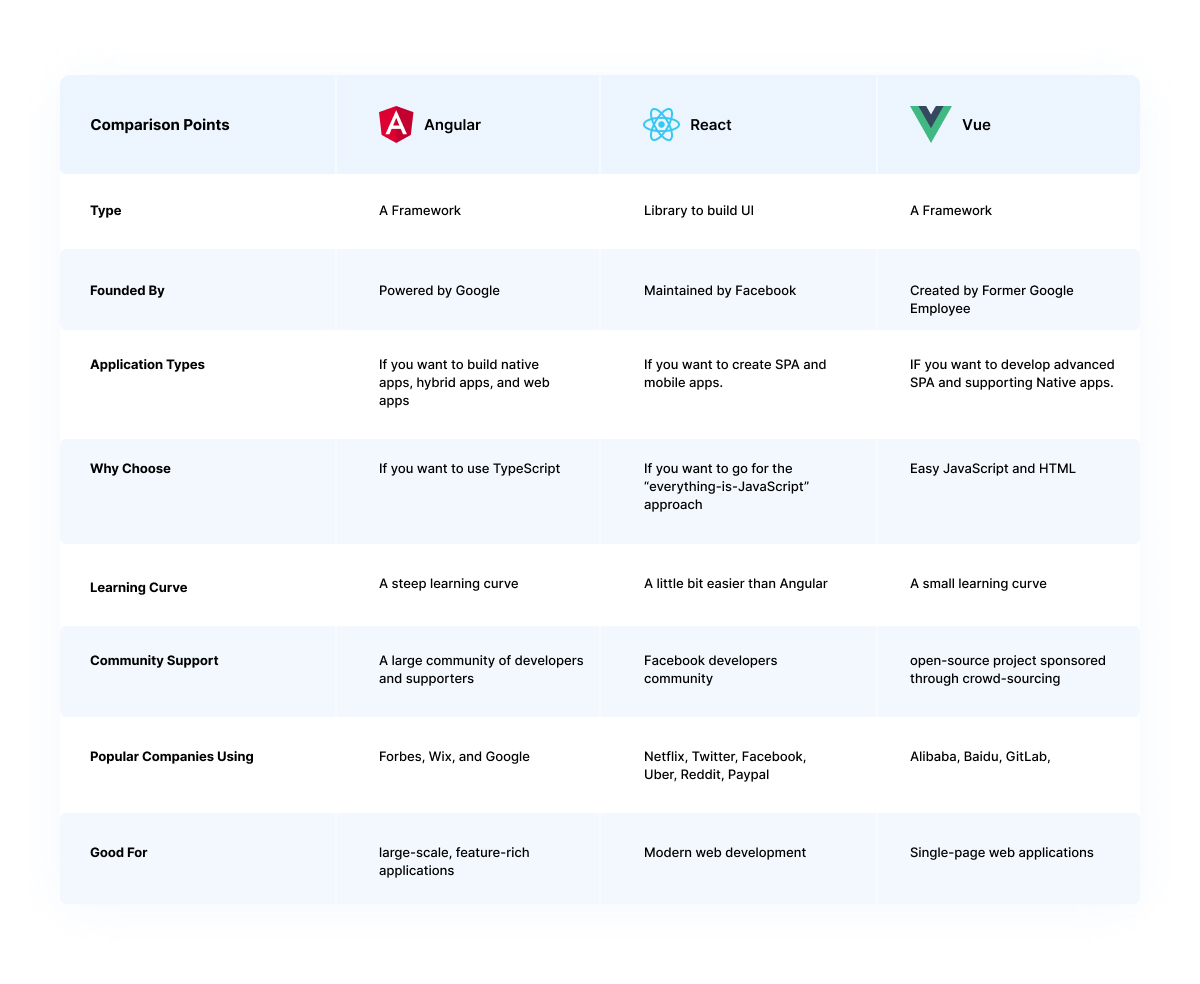 Comparison Points
Angular
React
Vue
Type
A Framework
Library to build UI
A Framework
Founded By
Powered by Google
Maintained by Facebook
Created by Former Google
Employee
Application Types
If you want to build native
apps, hybrid apps, and web
apps
If you want to create SPA and
mobile apps.
IF you want to develop advanced
SPA and supporting Native apps.
Why Choose
If you want to use TypeScript
If you want to go for the
“everything-is-JavaScript”
approach
Easy JavaScript and HTML
Learning Curve
A steep learning curve
A little bit easier than Angular
A small learning curve
Community Support
A large community of developers
and supporters
Facebook developers
community
open-source project sponsored
through crowd-sourcing
Popular Companies Using
Forbes, Wix, and Google
Netflix, Twitter, Facebook,
Uber, Reddit, Paypal
Alibaba, Baidu, GitLab,
Good For
large-scale, feature-rich
applications
Modern web development
Single-page web applications